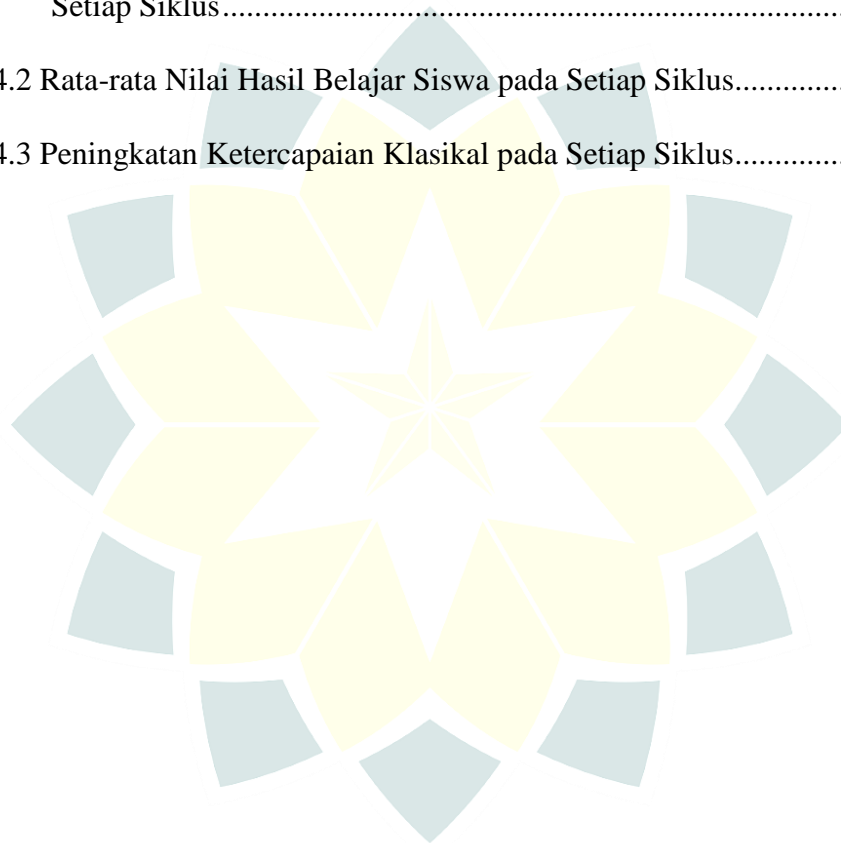 Setiap Siklus....................................................................................
4.2 Rata-rata Nilai Hasil Belajar Siswa pada Setiap Siklus.............
4.3 Peningkatan Ketercapaian Klasikal pada Setiap Siklus.............